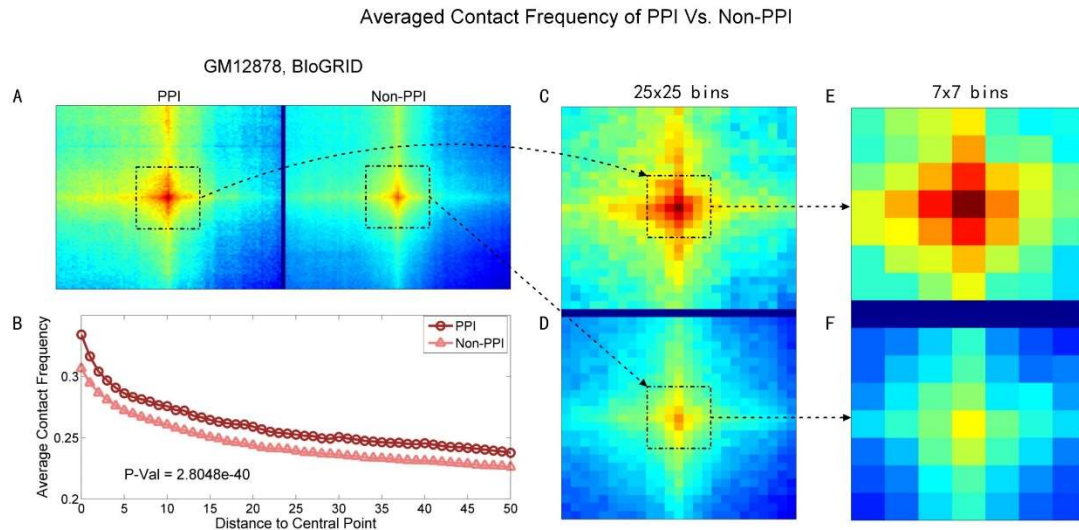 Averaged Contact Frequency of PPI Vs. Non-PPI
GM12878, BIoGRID
A
PPI
Non-PPI
C
25x25 bins
E
7x7 bins
B
Average Contact Frequency
0.3
0.25
0.2
PPI
Non-PPI
P-Val = 2.8048e-40
0 5 10 15 20 25 30 35 40 45 50
Distance to Central Point
D
F